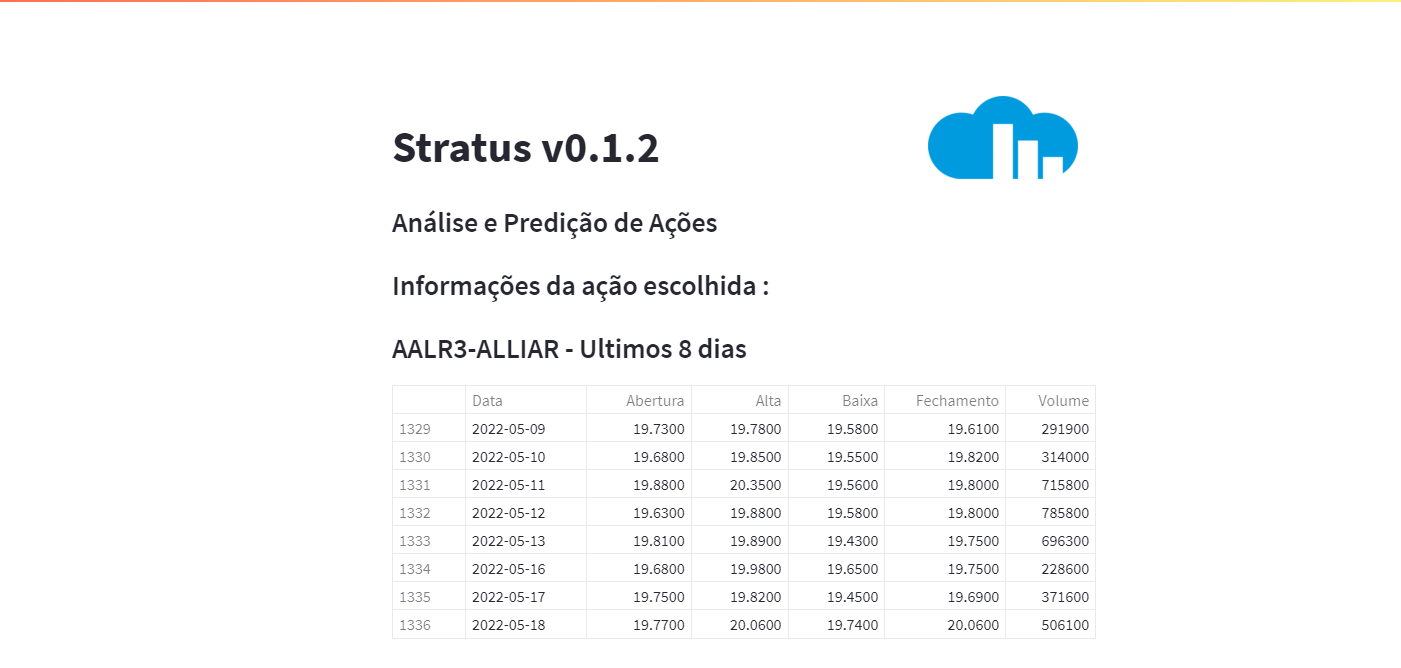 Stratus v0.1.2
Análise e Predição de Ações
Informações da ação escolhida :
AALR3-ALLIAR - Ultimos 8 dias
Data Abertura Alta Baixa Fechamento Volume
1329 2022-05-09 19.7300 19.7800 19.5800 19.6100 291900
1330 2022-05-10 19.6800 19.8500 19.5500 19.8200 314000
1331 2022-05-11 19.8800 20.3500 19.5600 19.8000 715800
1332 2022-05-12 19.6300 19.8800 19.5800 19.8000 785800
1333 2022-05-13 19.8100 19.8900 19.4300 19.7500 696300
1334 2022-05-16 19.6800 19.9800 19.6500 19.7500 228600
1335 2022-05-17 19.7500 19.8200 19.4500 19.6900 371600
1336 2022-05-18 19.7700 20.0600 19.7400 20.0600 506100